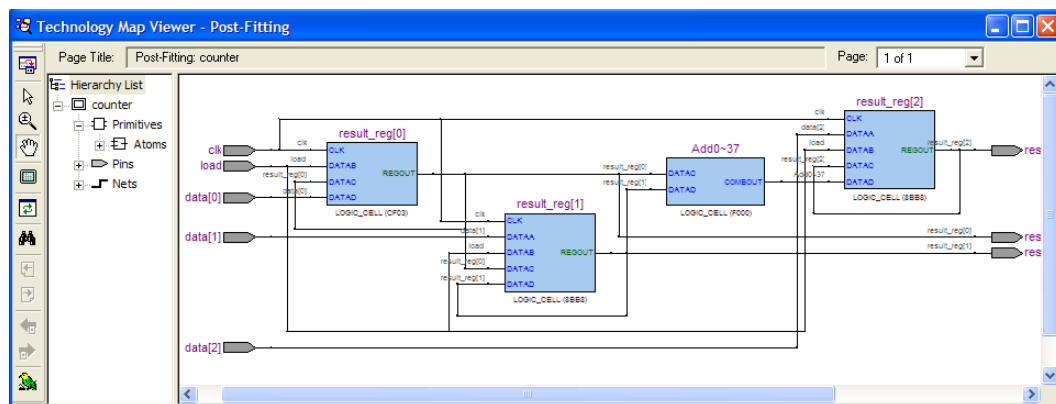 Technology Map Viewer - Post-Fitting
Page Title: Post-Fitting: counter
Page: 1 of 1
Hierarchy List
counter
Primitives
Atoms
Pins
Nets
clk
load
data[0]
data[1]
data[2]
result_reg[0]
clk
load
result_reg[0]
data[0]
CLK
DATAB
DATAC
DATAD
REGOUT
LOGIC_CELL (CF03)
result_reg[1]
clk
data[1]
load
result_reg[0]
result_reg[1]
CLK
DATAA
DATAB
DATAC
DATAD
REGOUT
LOGIC_CELL (8BB8)
Add0~37
result_reg[0]
result_reg[1]
DATAC
DATAD
COMBOUT
LOGIC_CELL (F000)
result_reg[2]
clk
data[2]
load
result_reg[2]
Add0~37
CLK
DATAA
DATAB
DATAC
DATAD
REGOUT
LOGIC_CELL (8BB8)
result_reg[2]
res
result_reg[0]
res
result_reg[1]
res